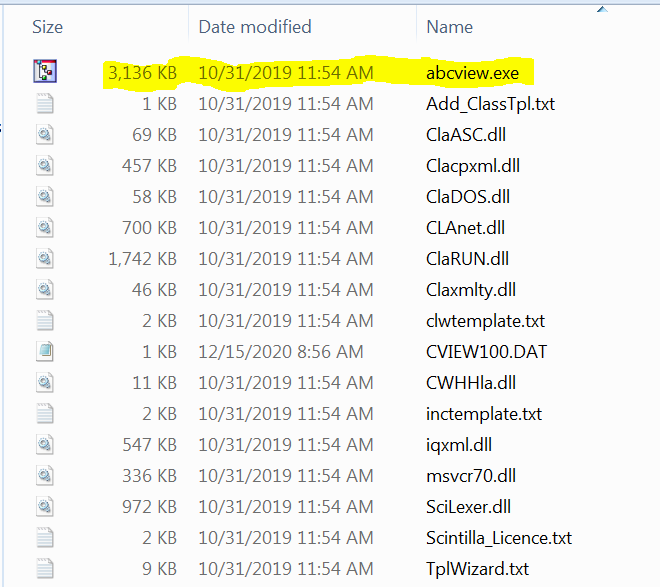 Size Date modified Name
3,136 KB 10/31/2019 11:54 AM abcview.exe
1 KB 10/31/2019 11:54 AM Add_ClassTpl.txt
69 KB 10/31/2019 11:54 AM ClaASC.dll
457 KB 10/31/2019 11:54 AM Clacpxml.dll
58 KB 10/31/2019 11:54 AM ClaDOS.dll
700 KB 10/31/2019 11:54 AM CLAnet.dll
1,742 KB 10/31/2019 11:54 AM ClaRUN.dll
46 KB 10/31/2019 11:54 AM Claxmlty.dll
2 KB 10/31/2019 11:54 AM clwtemplate.txt
1 KB 12/15/2020 8:56 AM CVIEW100.DAT
11 KB 10/31/2019 11:54 AM CWHHla.dll
2 KB 10/31/2019 11:54 AM inctemplate.txt
547 KB 10/31/2019 11:54 AM iqxml.dll
336 KB 10/31/2019 11:54 AM msvcr70.dll
972 KB 10/31/2019 11:54 AM SciLexer.dll
2 KB 10/31/2019 11:54 AM Scintilla_Licence.txt
9 KB 10/31/2019 11:54 AM TplWizard.txt